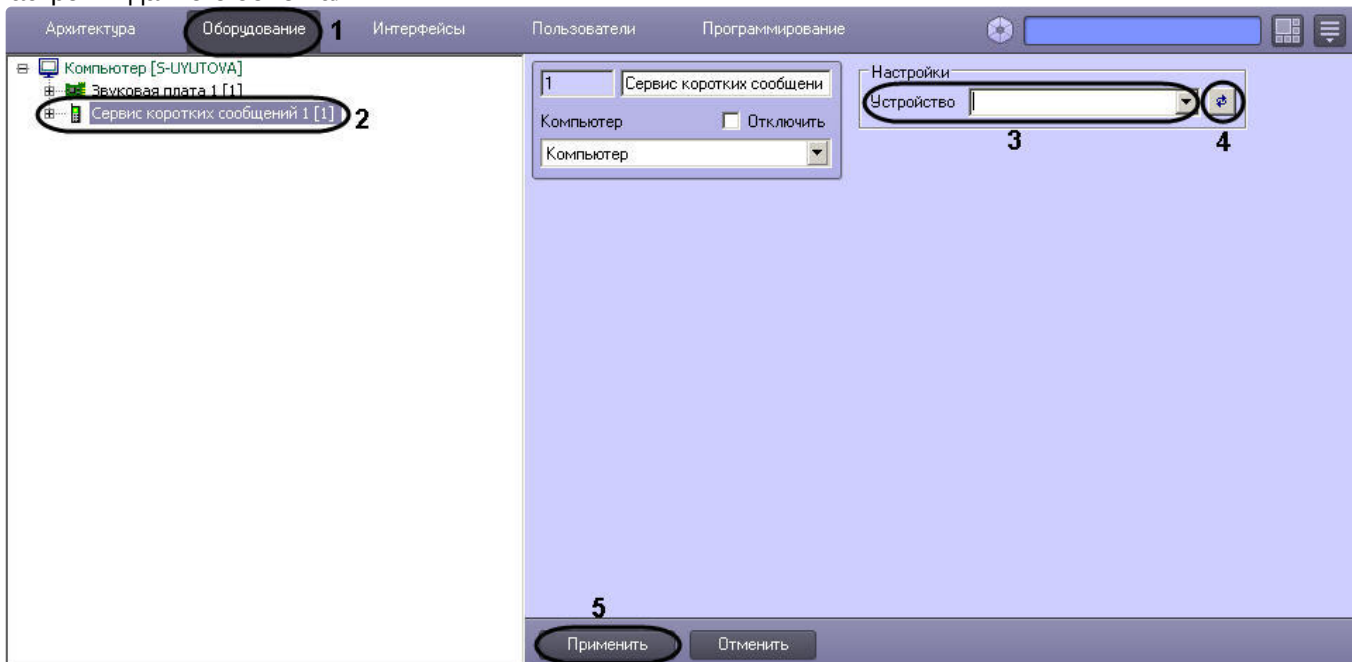 Архитектура Оборудование 1 Интерфейсы Пользователи Программирование
Компьютер [S-UYUTOVA]
Звуковая плата 1 [1]
Сервис коротких сообщений 1 [1] 2
1 Сервис коротких сообщени
Компьютер Отключить
Компьютер
Настройки
Устройство
3 4
5
Применить Отменить